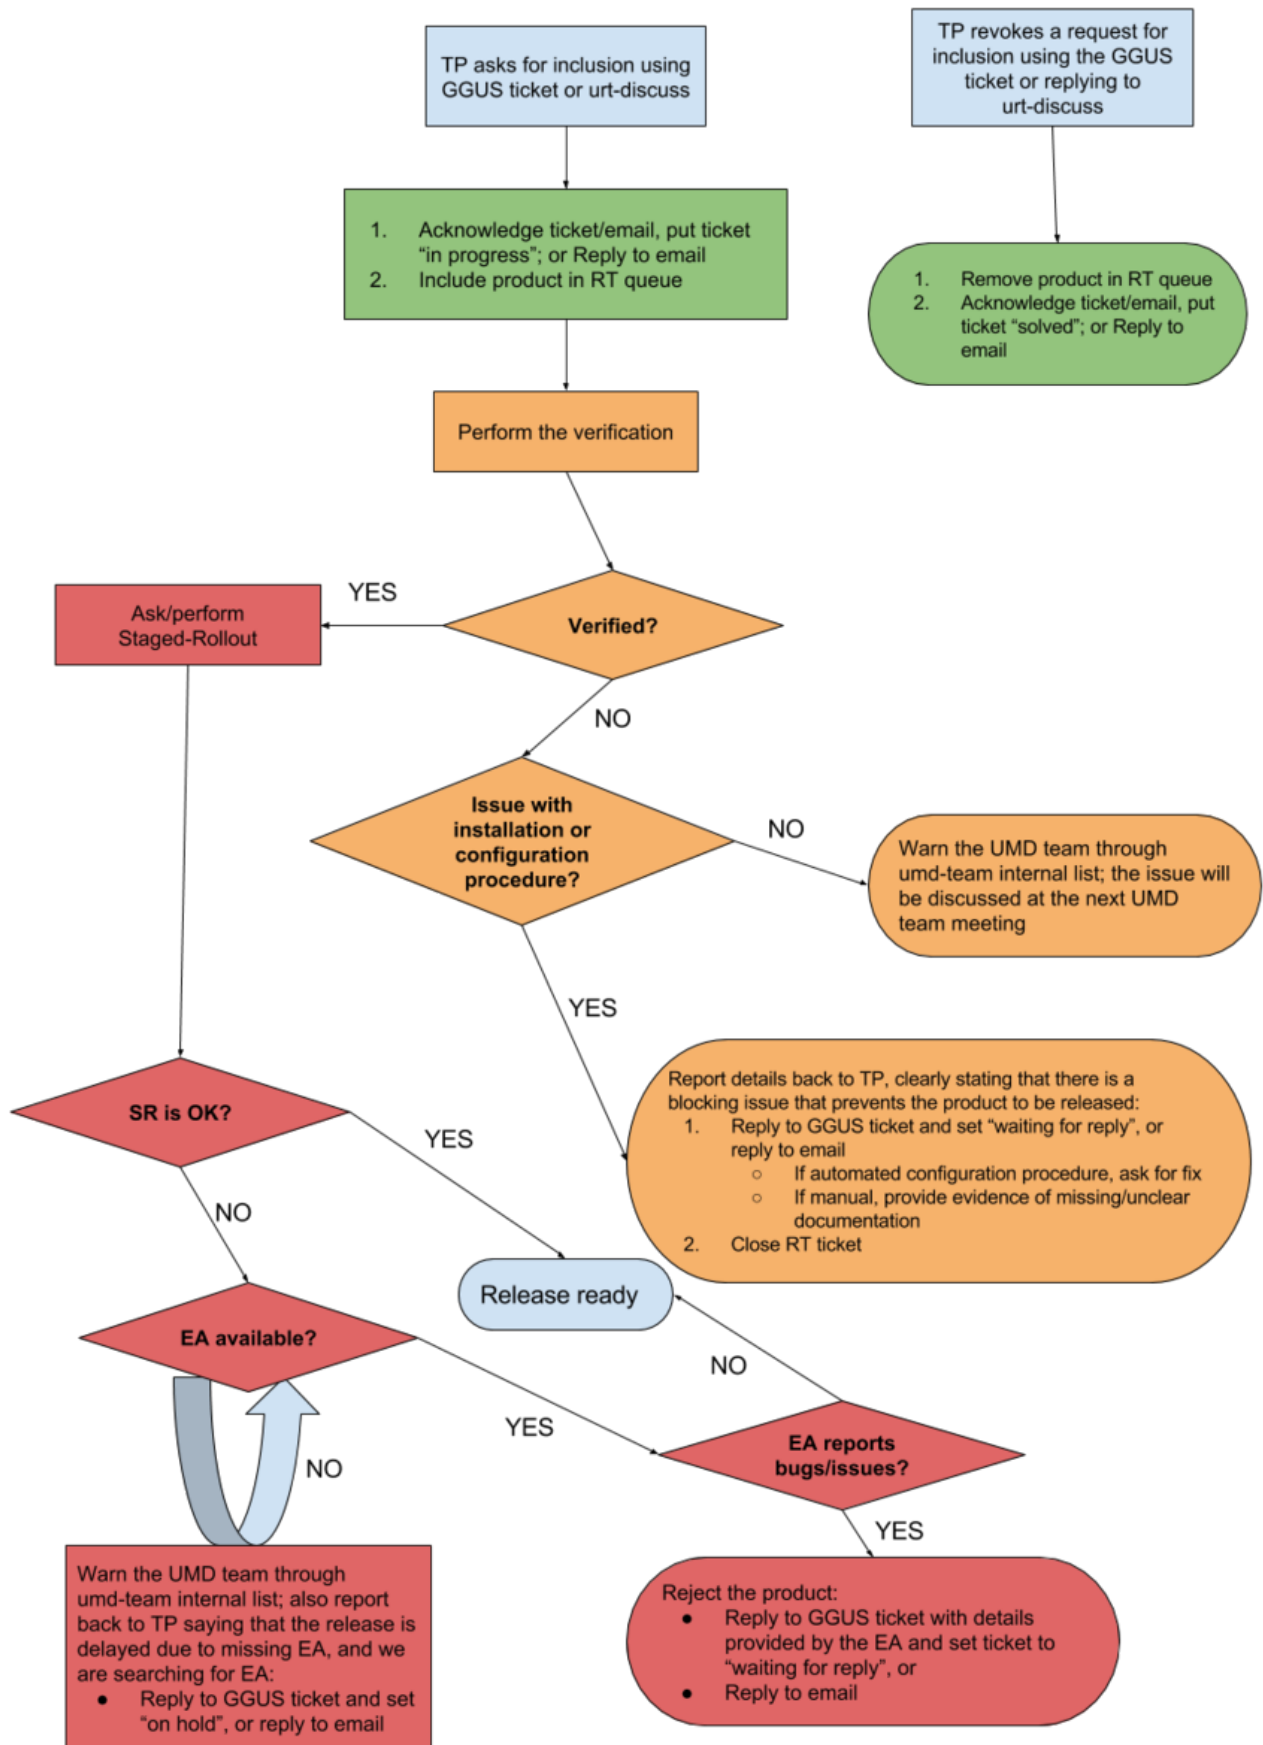 TP asks for inclusion using
GGUS ticket or urt-discuss
TP revokes a request for
inclusion using the GGUS
ticket or replying to
urt-discuss
1. Acknowledge ticket/email, put ticket
“in progress”; or Reply to email
2. Include product in RT queue
1. Remove product in RT queue
2. Acknowledge ticket/email, put
ticket “solved”; or Reply to
email
Perform the verification
YES
Ask/perform
Staged-Rollout
Verified?
NO
Issue with
installation or
configuration
procedure?
NO
Warn the UMD team through
umd-team internal list; the issue will
be discussed at the next UMD
team meeting
YES
Report details back to TP, clearly stating that there is a
blocking issue that prevents the product to be released:
1. Reply to GGUS ticket and set “waiting for reply”, or
reply to email
○ If automated configuration procedure, ask for fix
○ If manual, provide evidence of missing/unclear
documentation
2. Close RT ticket
SR is OK?
YES
NO
Release ready
EA available?
NO
YES
EA reports
bugs/issues?
NO
YES
Warn the UMD team through
umd-team internal list; also report
back to TP saying that the release is
delayed due to missing EA, and we
are searching for EA:
● Reply to GGUS ticket and set
“on hold”, or reply to email
Reject the product:
● Reply to GGUS ticket with details
provided by the EA and set ticket to
“waiting for reply”, or
● Reply to email